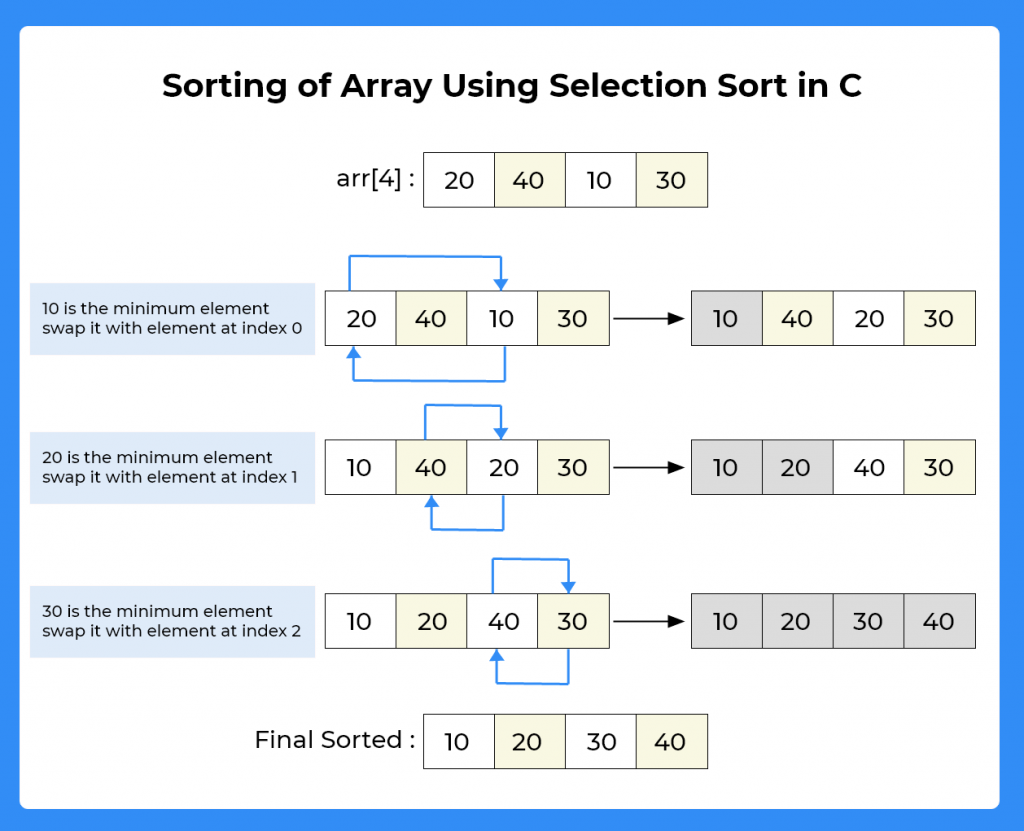 Sorting of Array Using Selection Sort in C
arr[4] : 20 40 10 30
10 is the minimum element
swap it with element at index 0
20 40 10 30 10 40 20 30
20 is the minimum element
swap it with element at index 1
10 40 20 30 10 20 40 30
30 is the minimum element
swap it with element at index 2
10 20 40 30 10 20 30 40
Final Sorted : 10 20 30 40